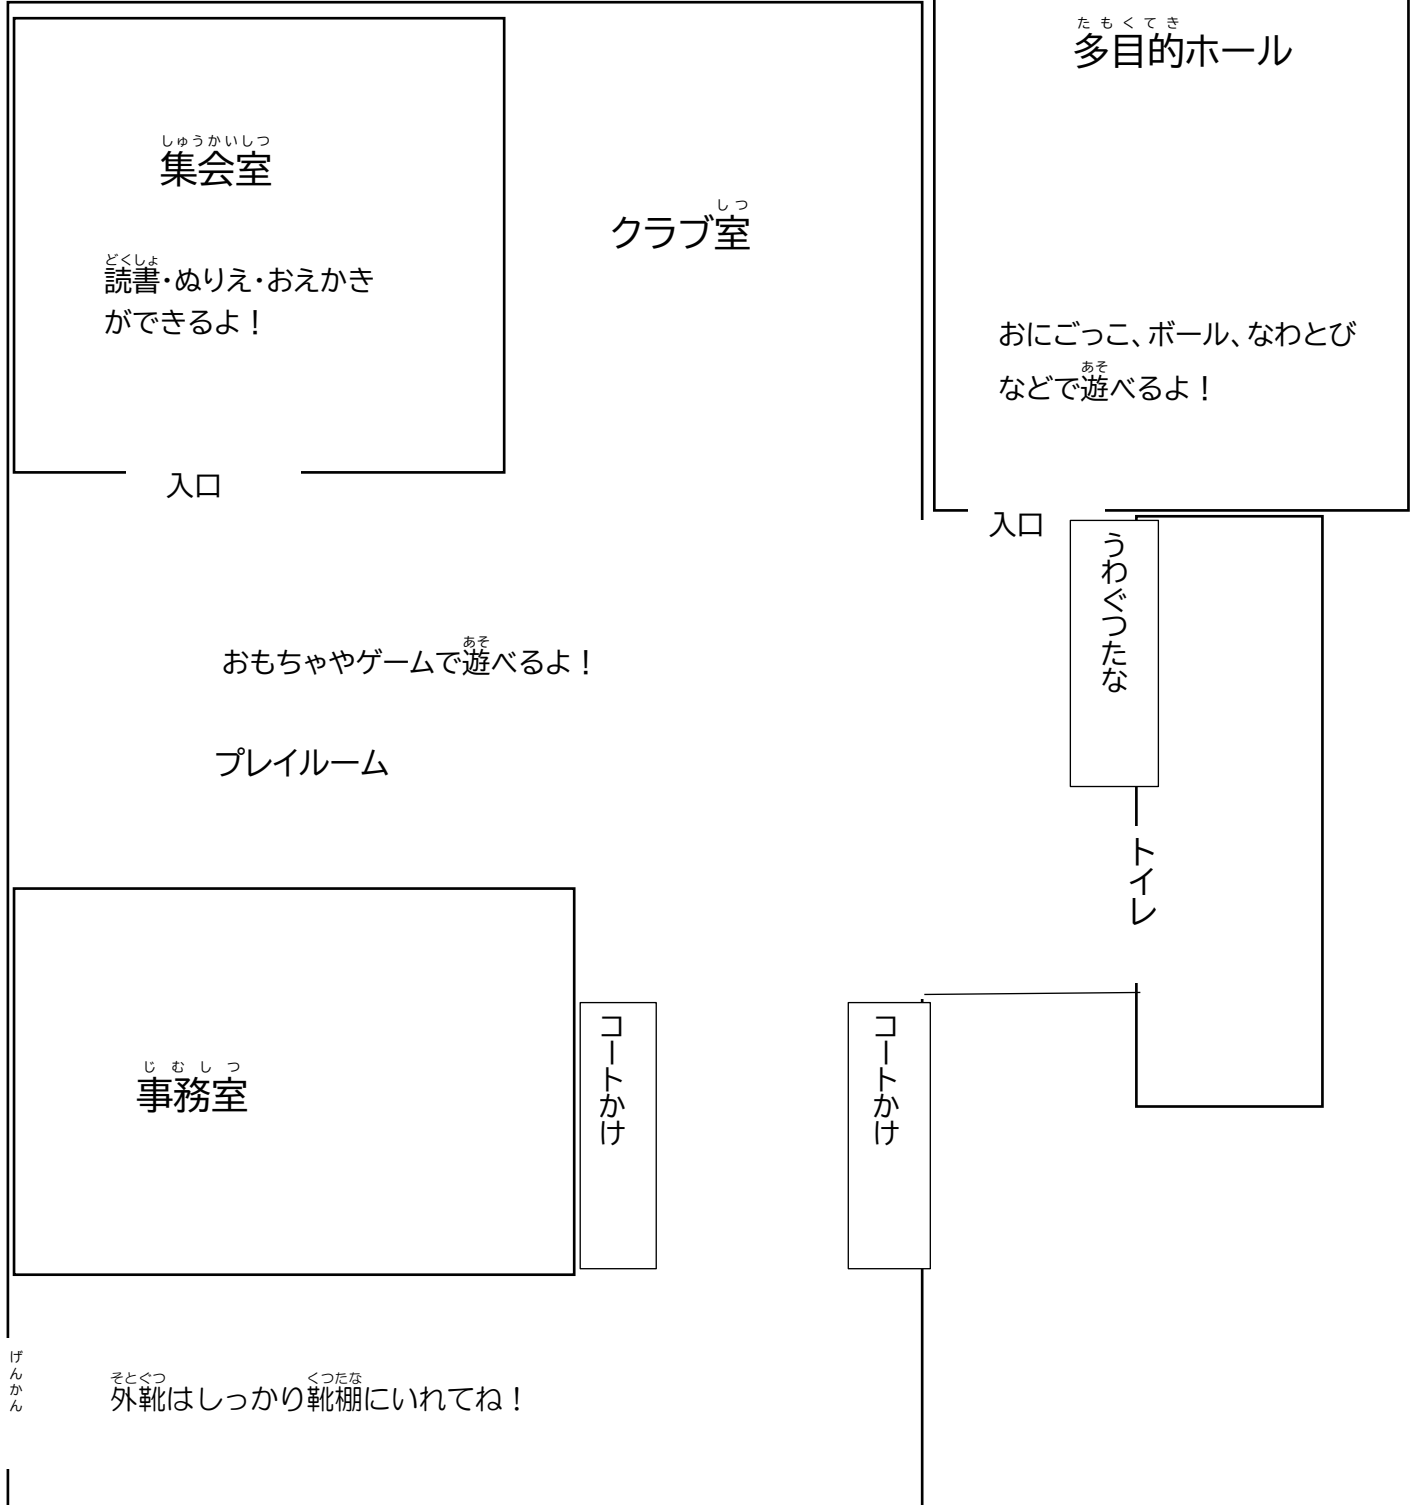 たもくてき
多目的ホール
しゅうかいしつ
集会室
しつ
クラブ室
どくしょ
読書・ぬりえ・おえかき
ができるよ！
おにごっこ、ボール、なわとび
あそ
などで遊べるよ！
入口
入口
うわぐつたな
あそ
おもちゃやゲームで遊べるよ！
プレイルーム
トイレ
コートかけ
コートかけ
じむしつ
事務室
げんかん
そとぐつ くつたな
外靴はしっかり靴棚にいれてね！